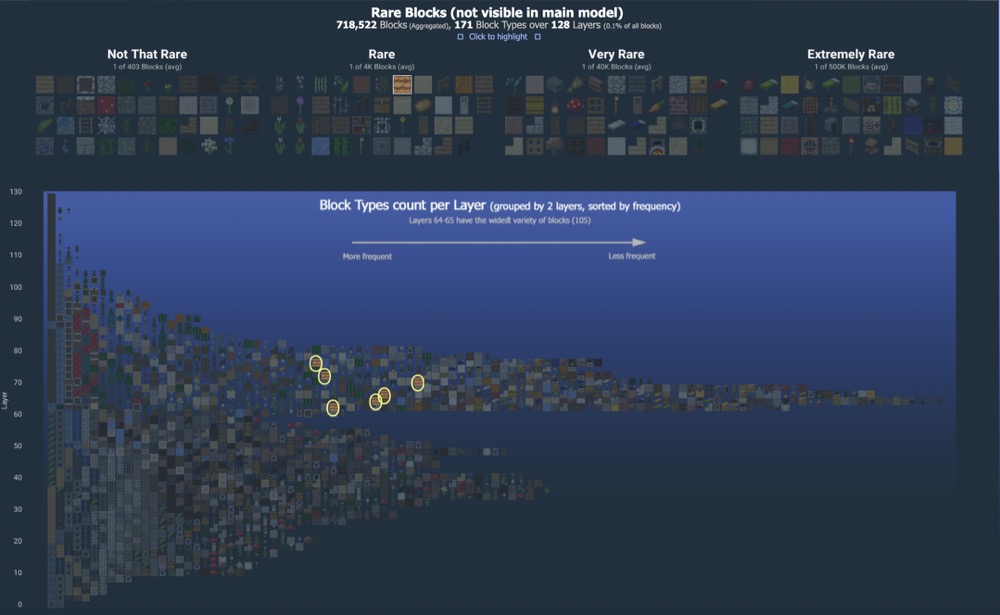 Rare Blocks (not visible in main model)
718,522 Blocks (Aggregated), 171 Block Types over 128 Layers (0.1% of all blocks)
Click to highlight
Not That Rare
1 of 403 Blocks (avg)
Rare
1 of 4K Blocks (avg)
Very Rare
1 of 40K Blocks (avg)
Extremely Rare
1 of 500K Blocks (avg)
Block Types count per Layer (grouped by 2 layers, sorted by frequency)
Layers 64-65 have the widest variety of blocks (105)
More frequent
Less frequent
130
120
110
100
90
80
70
60
50
40
30
20
10
0
Layer